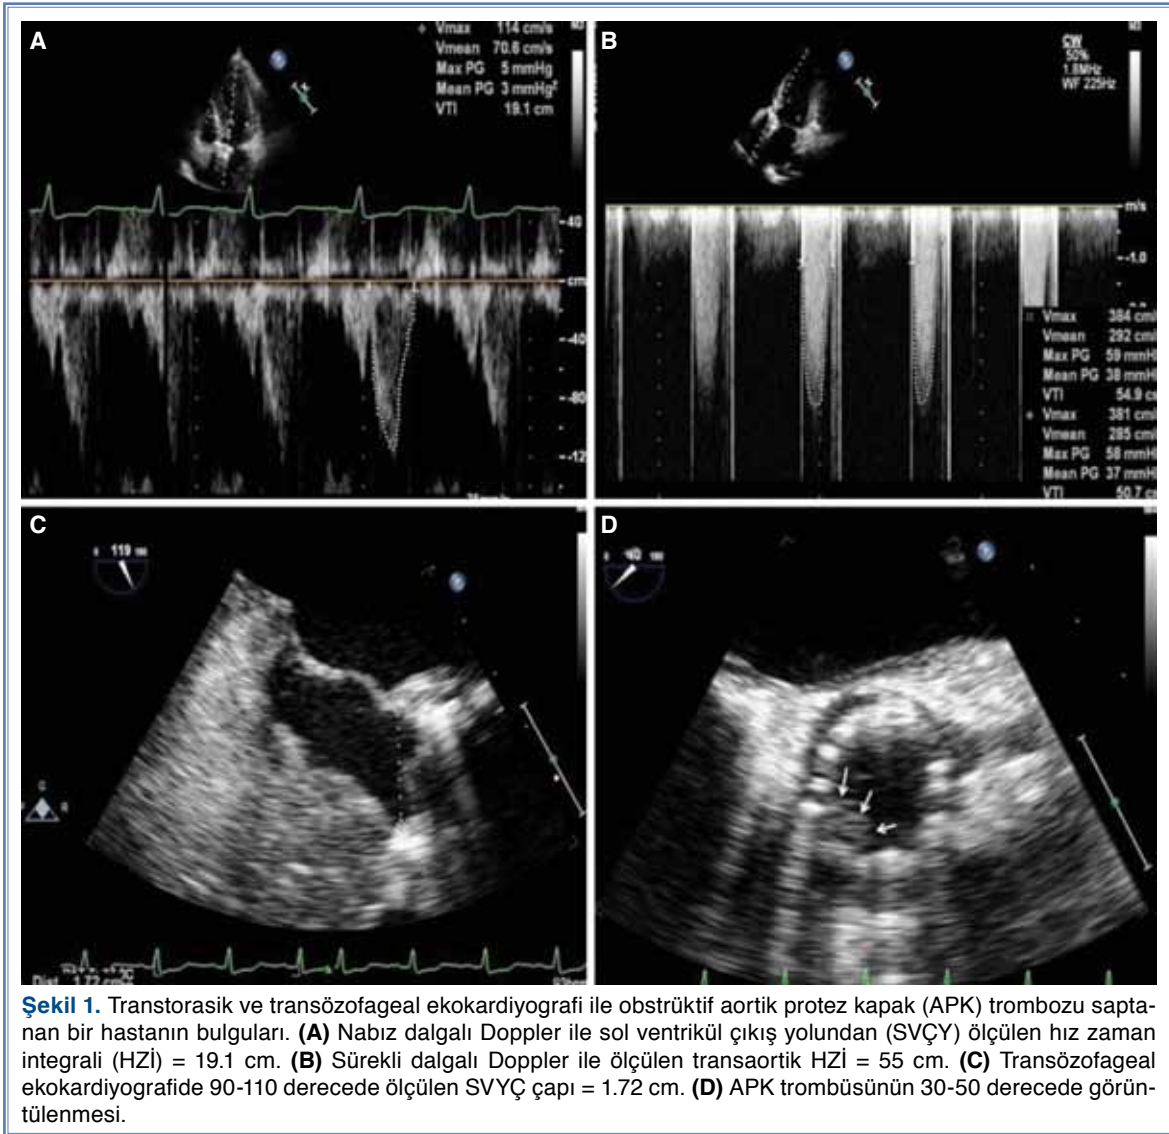 A
Vmax 114 cm/s
Vmean 70.6 cm/s
Max PG 5 mmHg
Mean PG 3 mmHg
VTI 19.1 cm
40
cm
-40
-80
-12
B
CW
50%
1.8MHz
WF 225Hz
m/s
-1.0
Vmax 384 cm/
Vmean 292 cm/
Max PG 59 mmH
Mean PG 38 mmH
VTI 54.9 c
Vmax 381 cm/
Vmean 285 cm/
Max PG 58 mmH
Mean PG 37 mmH
VTI 50.7 c
C
0 119 180
Dist 1.72 cm
D
0 40 180
Şekil 1. Transtorasik ve transözofageal ekokardiyografi ile obstrüktif aortik protez kapak (APK) trombozu sapta-
nan bir hastanın bulguları. (A) Nabız dalgalı Doppler ile sol ventrikül çıkış yolundan (SVÇY) ölçülen hız zaman
integrali (HZİ) = 19.1 cm. (B) Sürekli dalgalı Doppler ile ölçülen transaortik HZİ = 55 cm. (C) Transözofageal
ekokardiyografide 90-110 derecede ölçülen SVYÇ çapı = 1.72 cm. (D) APK trombüsünün 30-50 derecede görün-
tülenmesi.